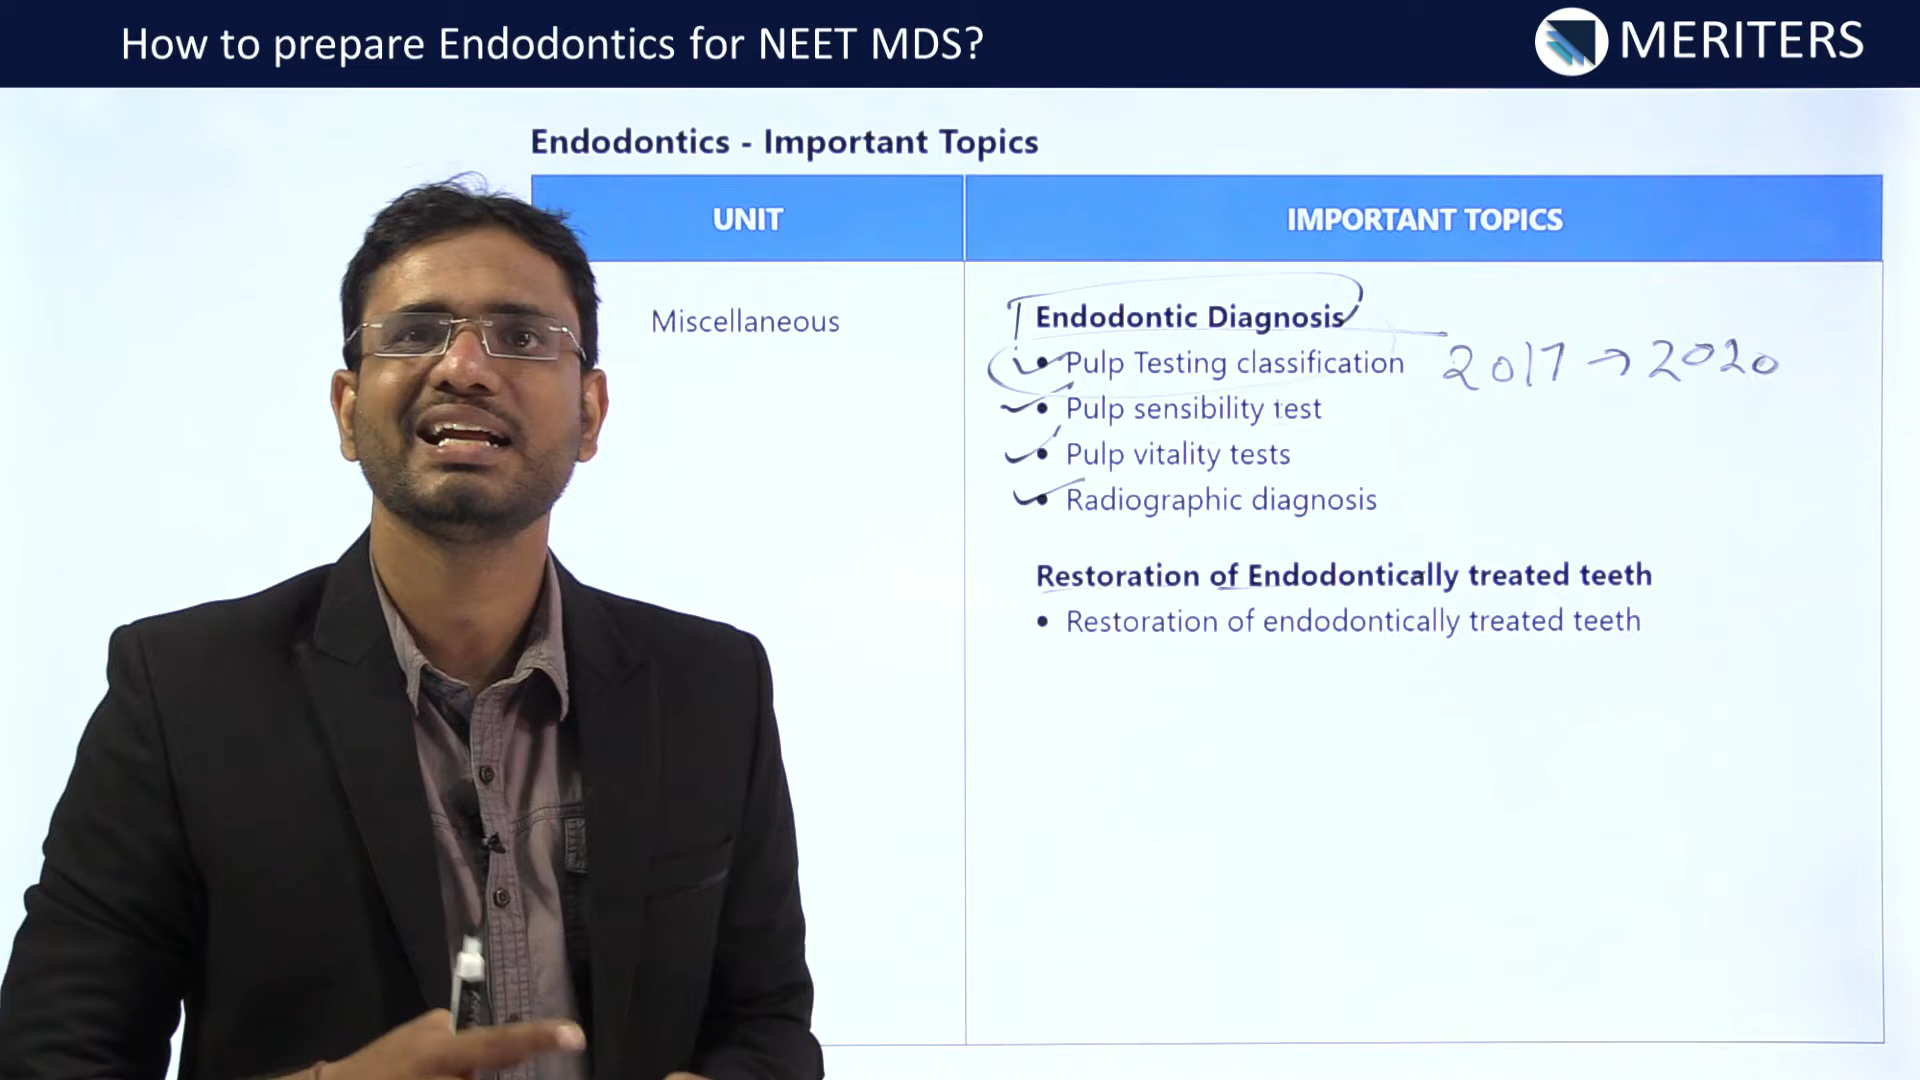 How to prepare Endodontics for NEET MDS?
MERITERS
Endodontics - Important Topics
UNIT
IMPORTANT TOPICS
Miscellaneous
Endodontic Diagnosis
• Pulp Testing classification 2017 → 2020
• Pulp sensibility test
• Pulp vitality tests
• Radiographic diagnosis
Restoration of Endodontically treated teeth
• Restoration of endodontically treated teeth